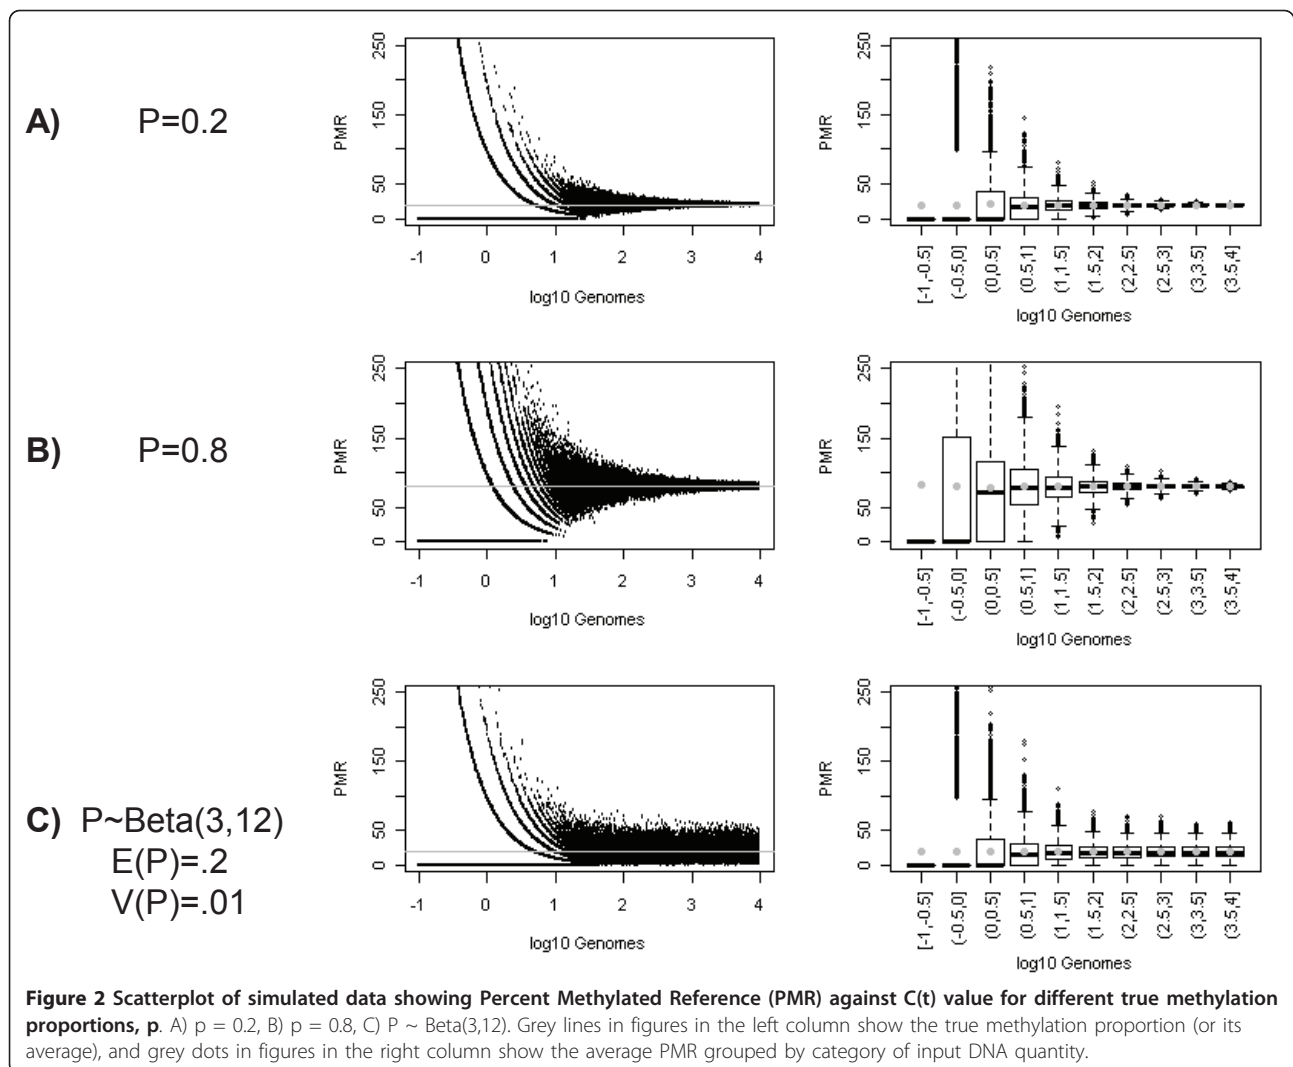 A) P=0.2
PMR
250
150
50
0
-1 0 1 2 3 4
log10 Genomes
PMR
250
150
50
0
[-1,-0.5] (-0.5,0] (0,0.5] (0.5,1] (1,1.5] (1.5,2] (2,2.5] (2.5,3] (3,3.5] (3.5,4]
log10 Genomes
B) P=0.8
PMR
250
150
50
0
-1 0 1 2 3 4
log10 Genomes
PMR
250
150
50
0
[-1,-0.5] (-0.5,0] (0,0.5] (0.5,1] (1,1.5] (1.5,2] (2,2.5] (2.5,3] (3,3.5] (3.5,4]
log10 Genomes
C) P~Beta(3,12)
E(P)=.2
V(P)=.01
PMR
250
150
50
0
-1 0 1 2 3 4
log10 Genomes
PMR
250
150
50
0
[-1,-0.5] (-0.5,0] (0,0.5] (0.5,1] (1,1.5] (1.5,2] (2,2.5] (2.5,3] (3,3.5] (3.5,4]
log10 Genomes
Figure 2 Scatterplot of simulated data showing Percent Methylated Reference (PMR) against C(t) value for different true methylation
proportions, p. A) p = 0.2, B) p = 0.8, C) P ~ Beta(3,12). Grey lines in figures in the left column show the true methylation proportion (or its
average), and grey dots in figures in the right column show the average PMR grouped by category of input DNA quantity.